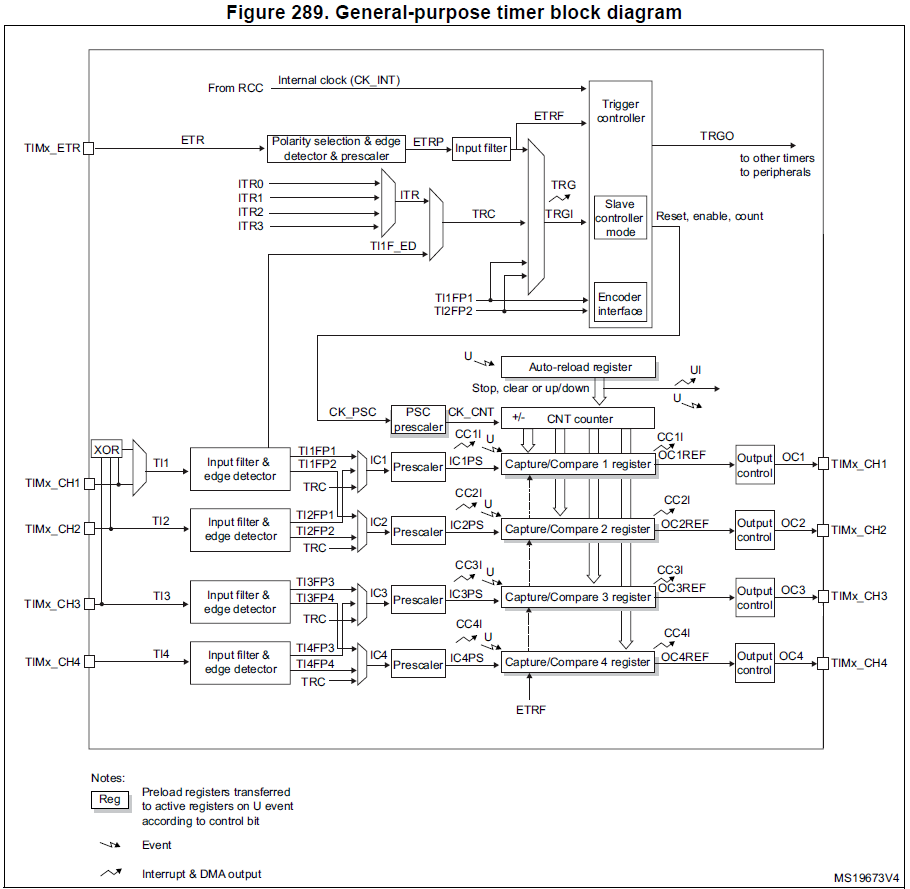 Figure 289. General-purpose timer block diagram
From RCC
Internal clock (CK_INT)
Trigger
controller
ETRF
TRGO
to other timers
to peripherals
TIMx_ETR
ETR
Polarity selection & edge
detector & prescaler
ETRP
Input filter
ITR0
ITR1
ITR2
ITR3
ITR
TRC
TRG
TRGI
Slave
controller
mode
Reset, enable, count
TI1F_ED
TI1FP1
TI2FP2
Encoder
interface
U
Auto-reload register
UI
Stop, clear or up/down
U
CK_PSC
PSC
prescaler
CK_CNT
+/-
CNT counter
XOR
TI1
TIMx_CH1
Input filter &
edge detector
TI1FP1
TI1FP2
TRC
IC1
Prescaler
CC1I
U
IC1PS
Capture/Compare 1 register
CC1I
OC1REF
Output
control
OC1
TIMx_CH1
TIMx_CH2
TI2
Input filter &
edge detector
TI2FP1
TI2FP2
TRC
IC2
Prescaler
CC2I
U
IC2PS
Capture/Compare 2 register
CC2I
OC2REF
Output
control
OC2
TIMx_CH2
TIMx_CH3
TI3
Input filter &
edge detector
TI3FP3
TI3FP4
TRC
IC3
Prescaler
CC3I
U
IC3PS
Capture/Compare 3 register
CC3I
OC3REF
Output
control
OC3
TIMx_CH3
TIMx_CH4
TI4
Input filter &
edge detector
TI4FP3
TI4FP4
TRC
IC4
Prescaler
CC4I
U
IC4PS
Capture/Compare 4 register
CC4I
OC4REF
Output
control
OC4
TIMx_CH4
ETRF
Notes:
Reg
Preload registers transferred
to active registers on U event
according to control bit
Event
Interrupt & DMA output
MS19673V4